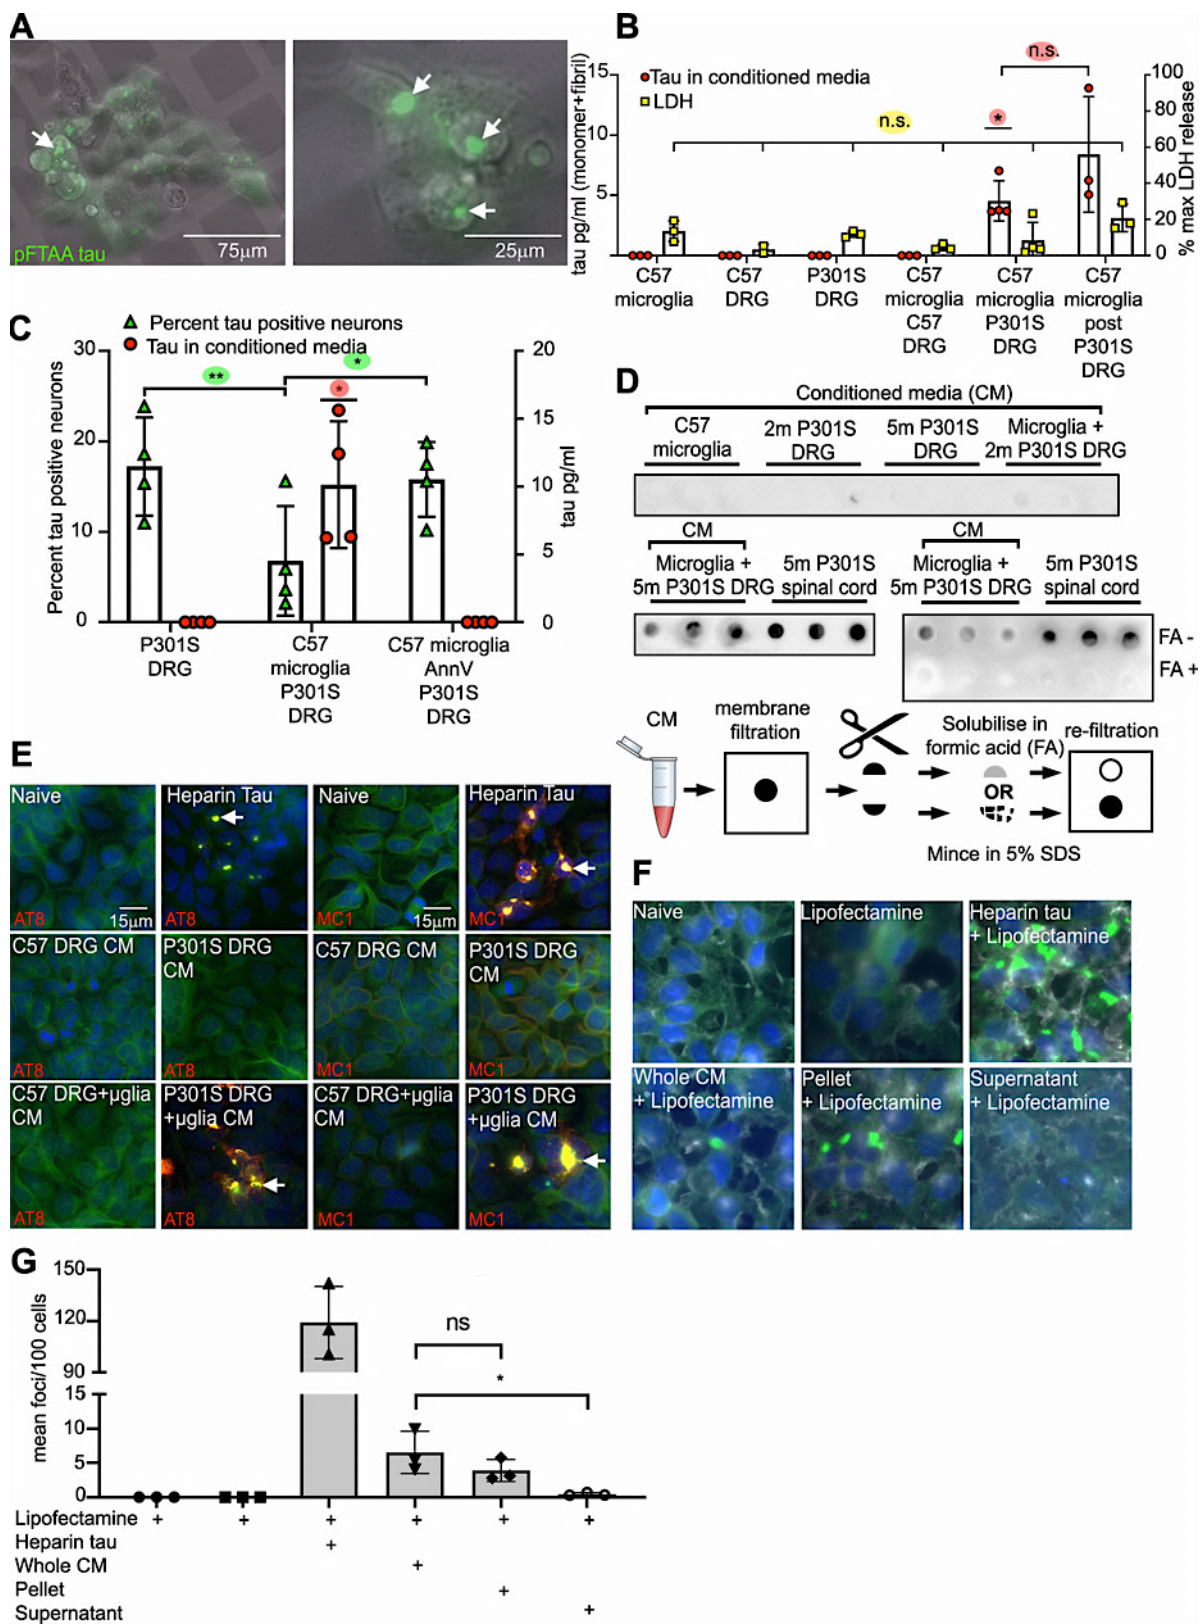 A
pFTAA tau
75μm
25μm
B
n.s.
15
10
5
tau pg/ml (monomer+fibril)
Tau in conditioned media
LDH
n.s.
*
100
80
60
40
20
0
% max LDH release
C57
microglia
C57
DRG
P301S
DRG
C57
microglia
C57
DRG
C57
microglia
P301S
DRG
C57
microglia
post
P301S
DRG
C
Percent tau positive neurons
Tau in conditioned media
30
20
10
0
Percent tau positive neurons
**
*
*
20
15
10
5
0
tau pg/ml
P301S
DRG
C57
microglia
P301S
DRG
C57 microglia
AnnV
P301S
DRG
D
Conditioned media (CM)
C57
microglia
2m P301S
DRG
5m P301S
DRG
Microglia +
2m P301S DRG
CM
Microglia +
5m P301S DRG
5m P301S
spinal cord
CM
Microglia +
5m P301S DRG
5m P301S
spinal cord
FA -
FA +
CM
membrane
filtration
Solubilise in
formic acid (FA)
re-filtration
OR
Mince in 5% SDS
E
Naive
AT8
15μm
Heparin Tau
AT8
Naive
MC1
15μm
Heparin Tau
MC1
C57 DRG CM
AT8
P301S DRG
CM
AT8
C57 DRG CM
MC1
P301S DRG
CM
MC1
C57 DRG+μglia
CM
AT8
P301S DRG
+μglia CM
AT8
C57 DRG+μglia
CM
MC1
P301S DRG
+μglia CM
MC1
F
Naive
Lipofectamine
Heparin tau
+ Lipofectamine
Whole CM
+ Lipofectamine
Pellet
+ Lipofectamine
Supernatant
+ Lipofectamine
G
150
120
90
15
10
5
0
mean foci/100 cells
ns
*
Lipofectamine + + + + + +
Heparin tau +
Whole CM +
Pellet +
Supernatant +